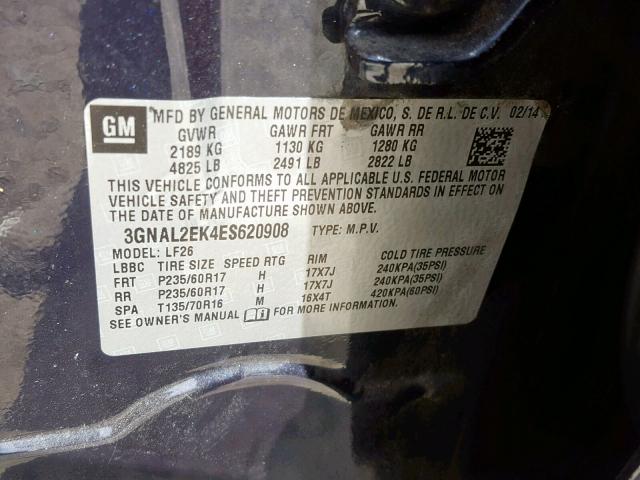 GM
MFD BY GENERAL MOTORS DE MEXICO, S. DE R.L. DE C.V. 02/14
GVWR GAWR FRT GAWR RR
2189 KG 1130 KG 1280 KG
4825 LB 2491 LB 2822 LB
THIS VEHICLE CONFORMS TO ALL APPLICABLE U.S. FEDERAL MOTOR
VEHICLE SAFETY AND THEFT PREVENTION STANDARDS IN EFFECT ON
THE DATE OF MANUFACTURE SHOWN ABOVE.
3GNAL2EK4ES620908 TYPE: M.P.V.
MODEL: LF26
LBBC TIRE SIZE SPEED RTG RIM COLD TIRE PRESSURE
FRT P235/60R17 H 17X7J 240KPA(35PSI)
RR P235/60R17 H 17X7J 240KPA(35PSI)
SPA T135/70R16 M 16X4T 420KPA(60PSI)
SEE OWNER'S MANUAL FOR MORE INFORMATION.